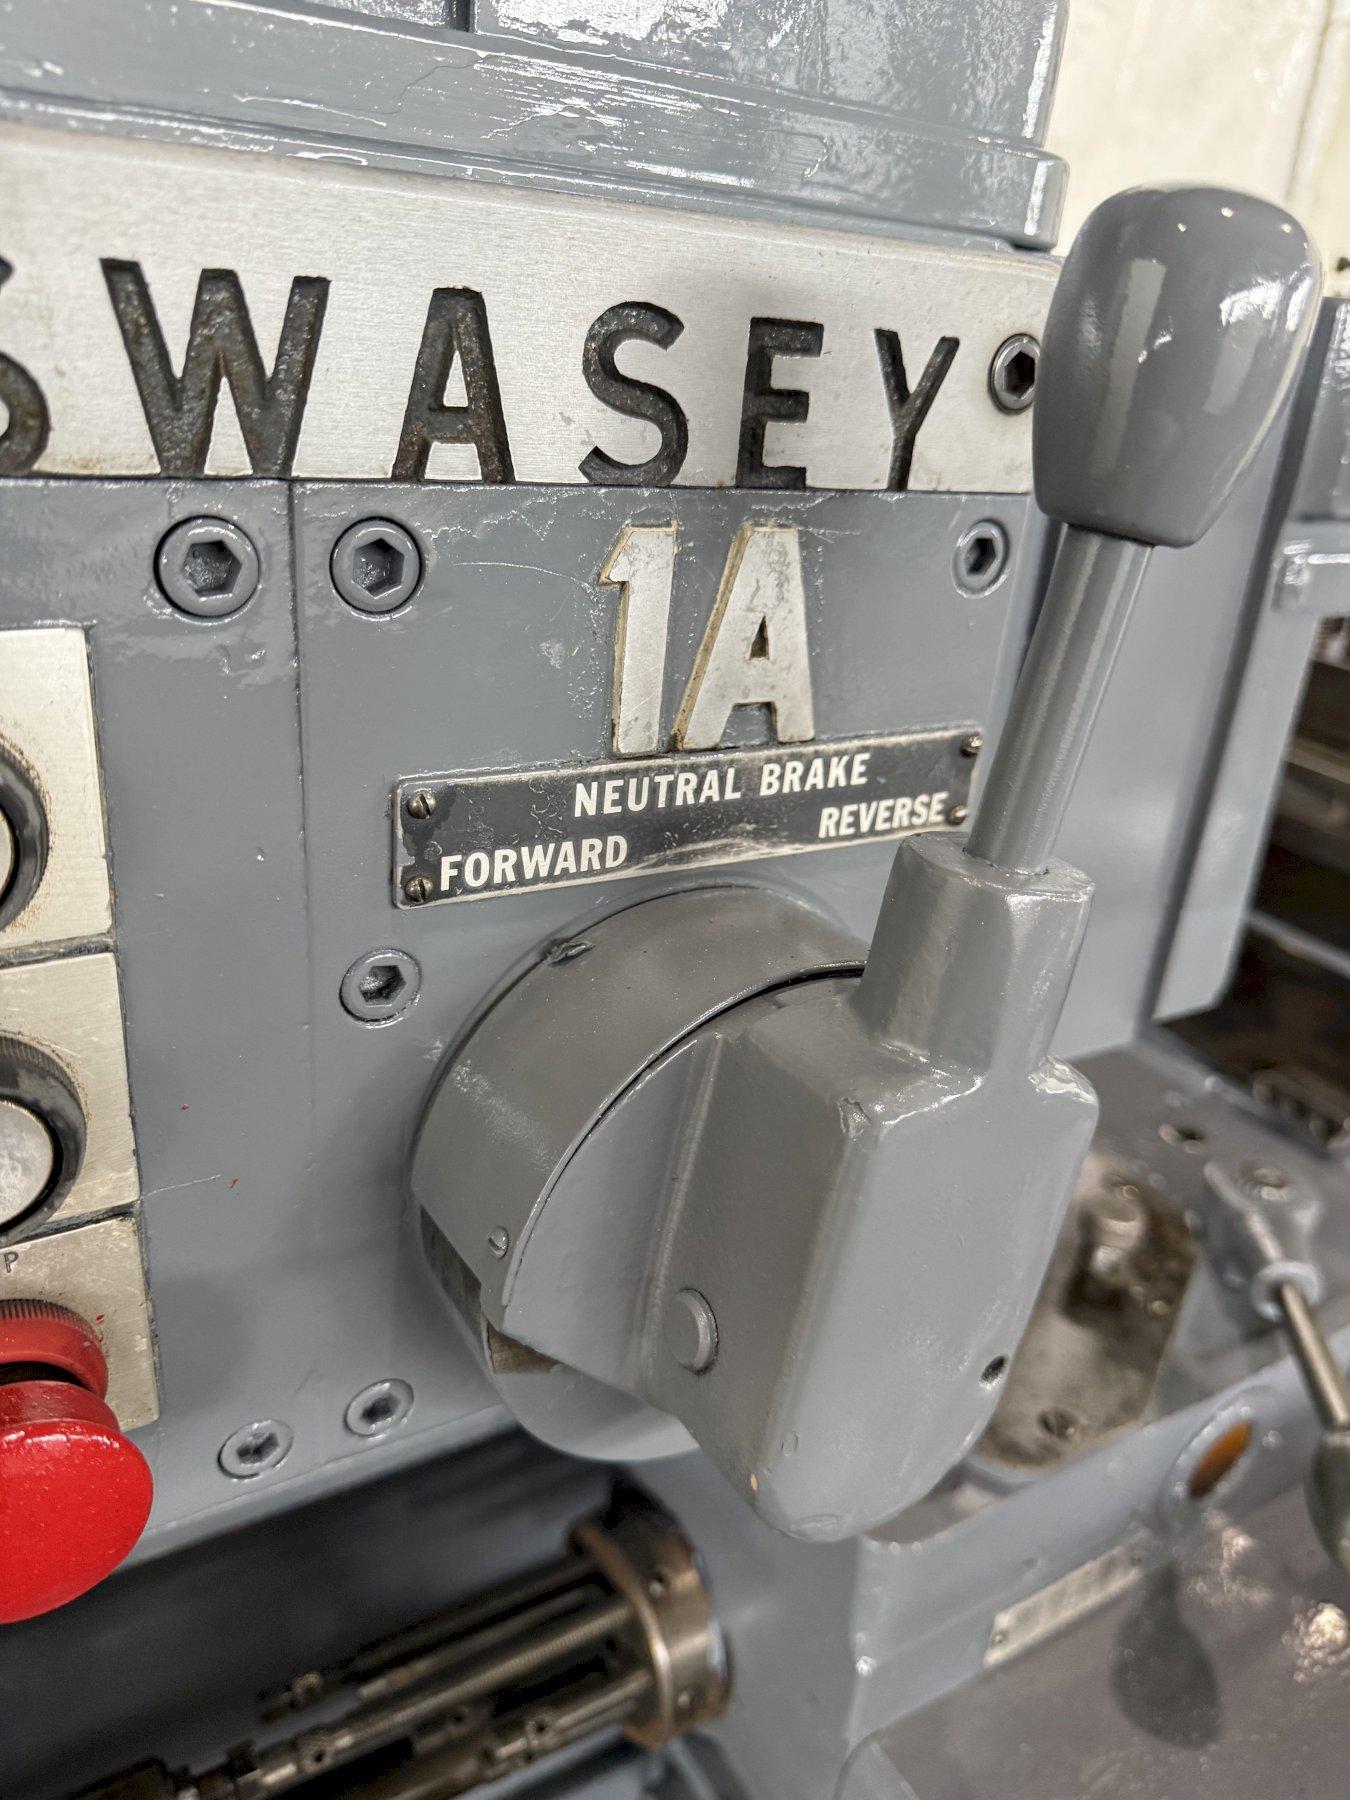 SWASEY
1A
NEUTRAL BRAKE
FORWARD REVERSE
P